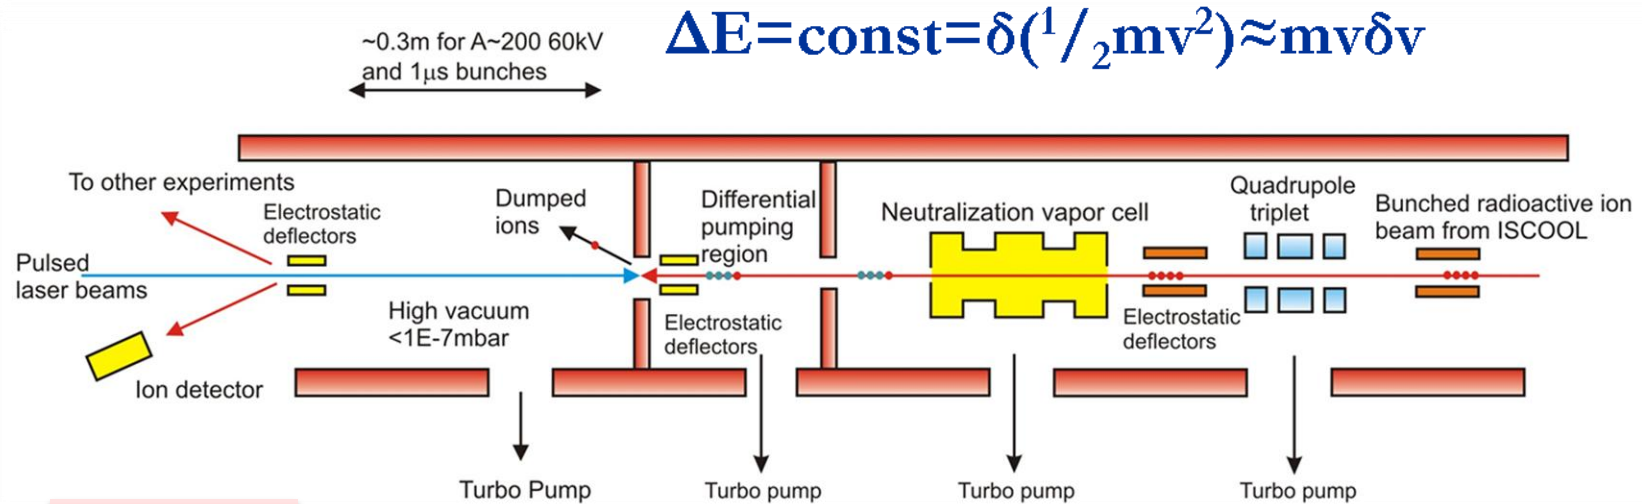 ~0.3m for A~200 60kV
and 1μs bunches
ΔE=const=δ(¹/₂mv²)≈mvδv
To other experiments
Electrostatic
deflectors
Dumped
ions
Differential
pumping
region
Neutralization vapor cell
Quadrupole
triplet
Bunched radioactive ion
beam from ISCOOL
Pulsed
laser beams
High vacuum
<1E-7mbar
Electrostatic
deflectors
Electrostatic
deflectors
Ion detector
Turbo Pump
Turbo pump
Turbo pump
Turbo pump